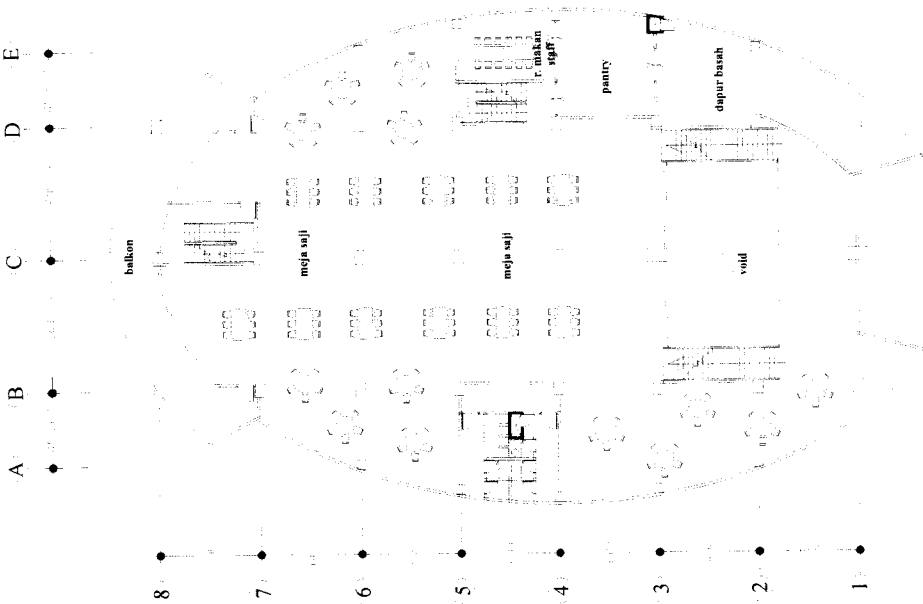 E
D
C
B
A
8
7
6
5
4
3
2
1
balkon
meja saji
meja saji
r. makan
staff
pantry
dapur basah
void